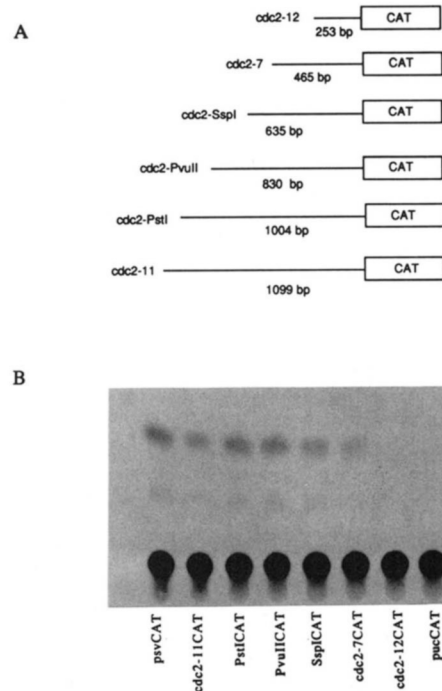 A
cdc2-12 CAT
253 bp
cdc2-7 CAT
465 bp
cdc2-SspI CAT
635 bp
cdc2-PvuII CAT
830 bp
cdc2-PstI CAT
1004 bp
cdc2-11 CAT
1099 bp
B
psvCAT
cdc2-11CAT
PstICAT
PvuIICAT
SspICAT
cdc2-7CAT
cdc2-12CAT
pucCAT